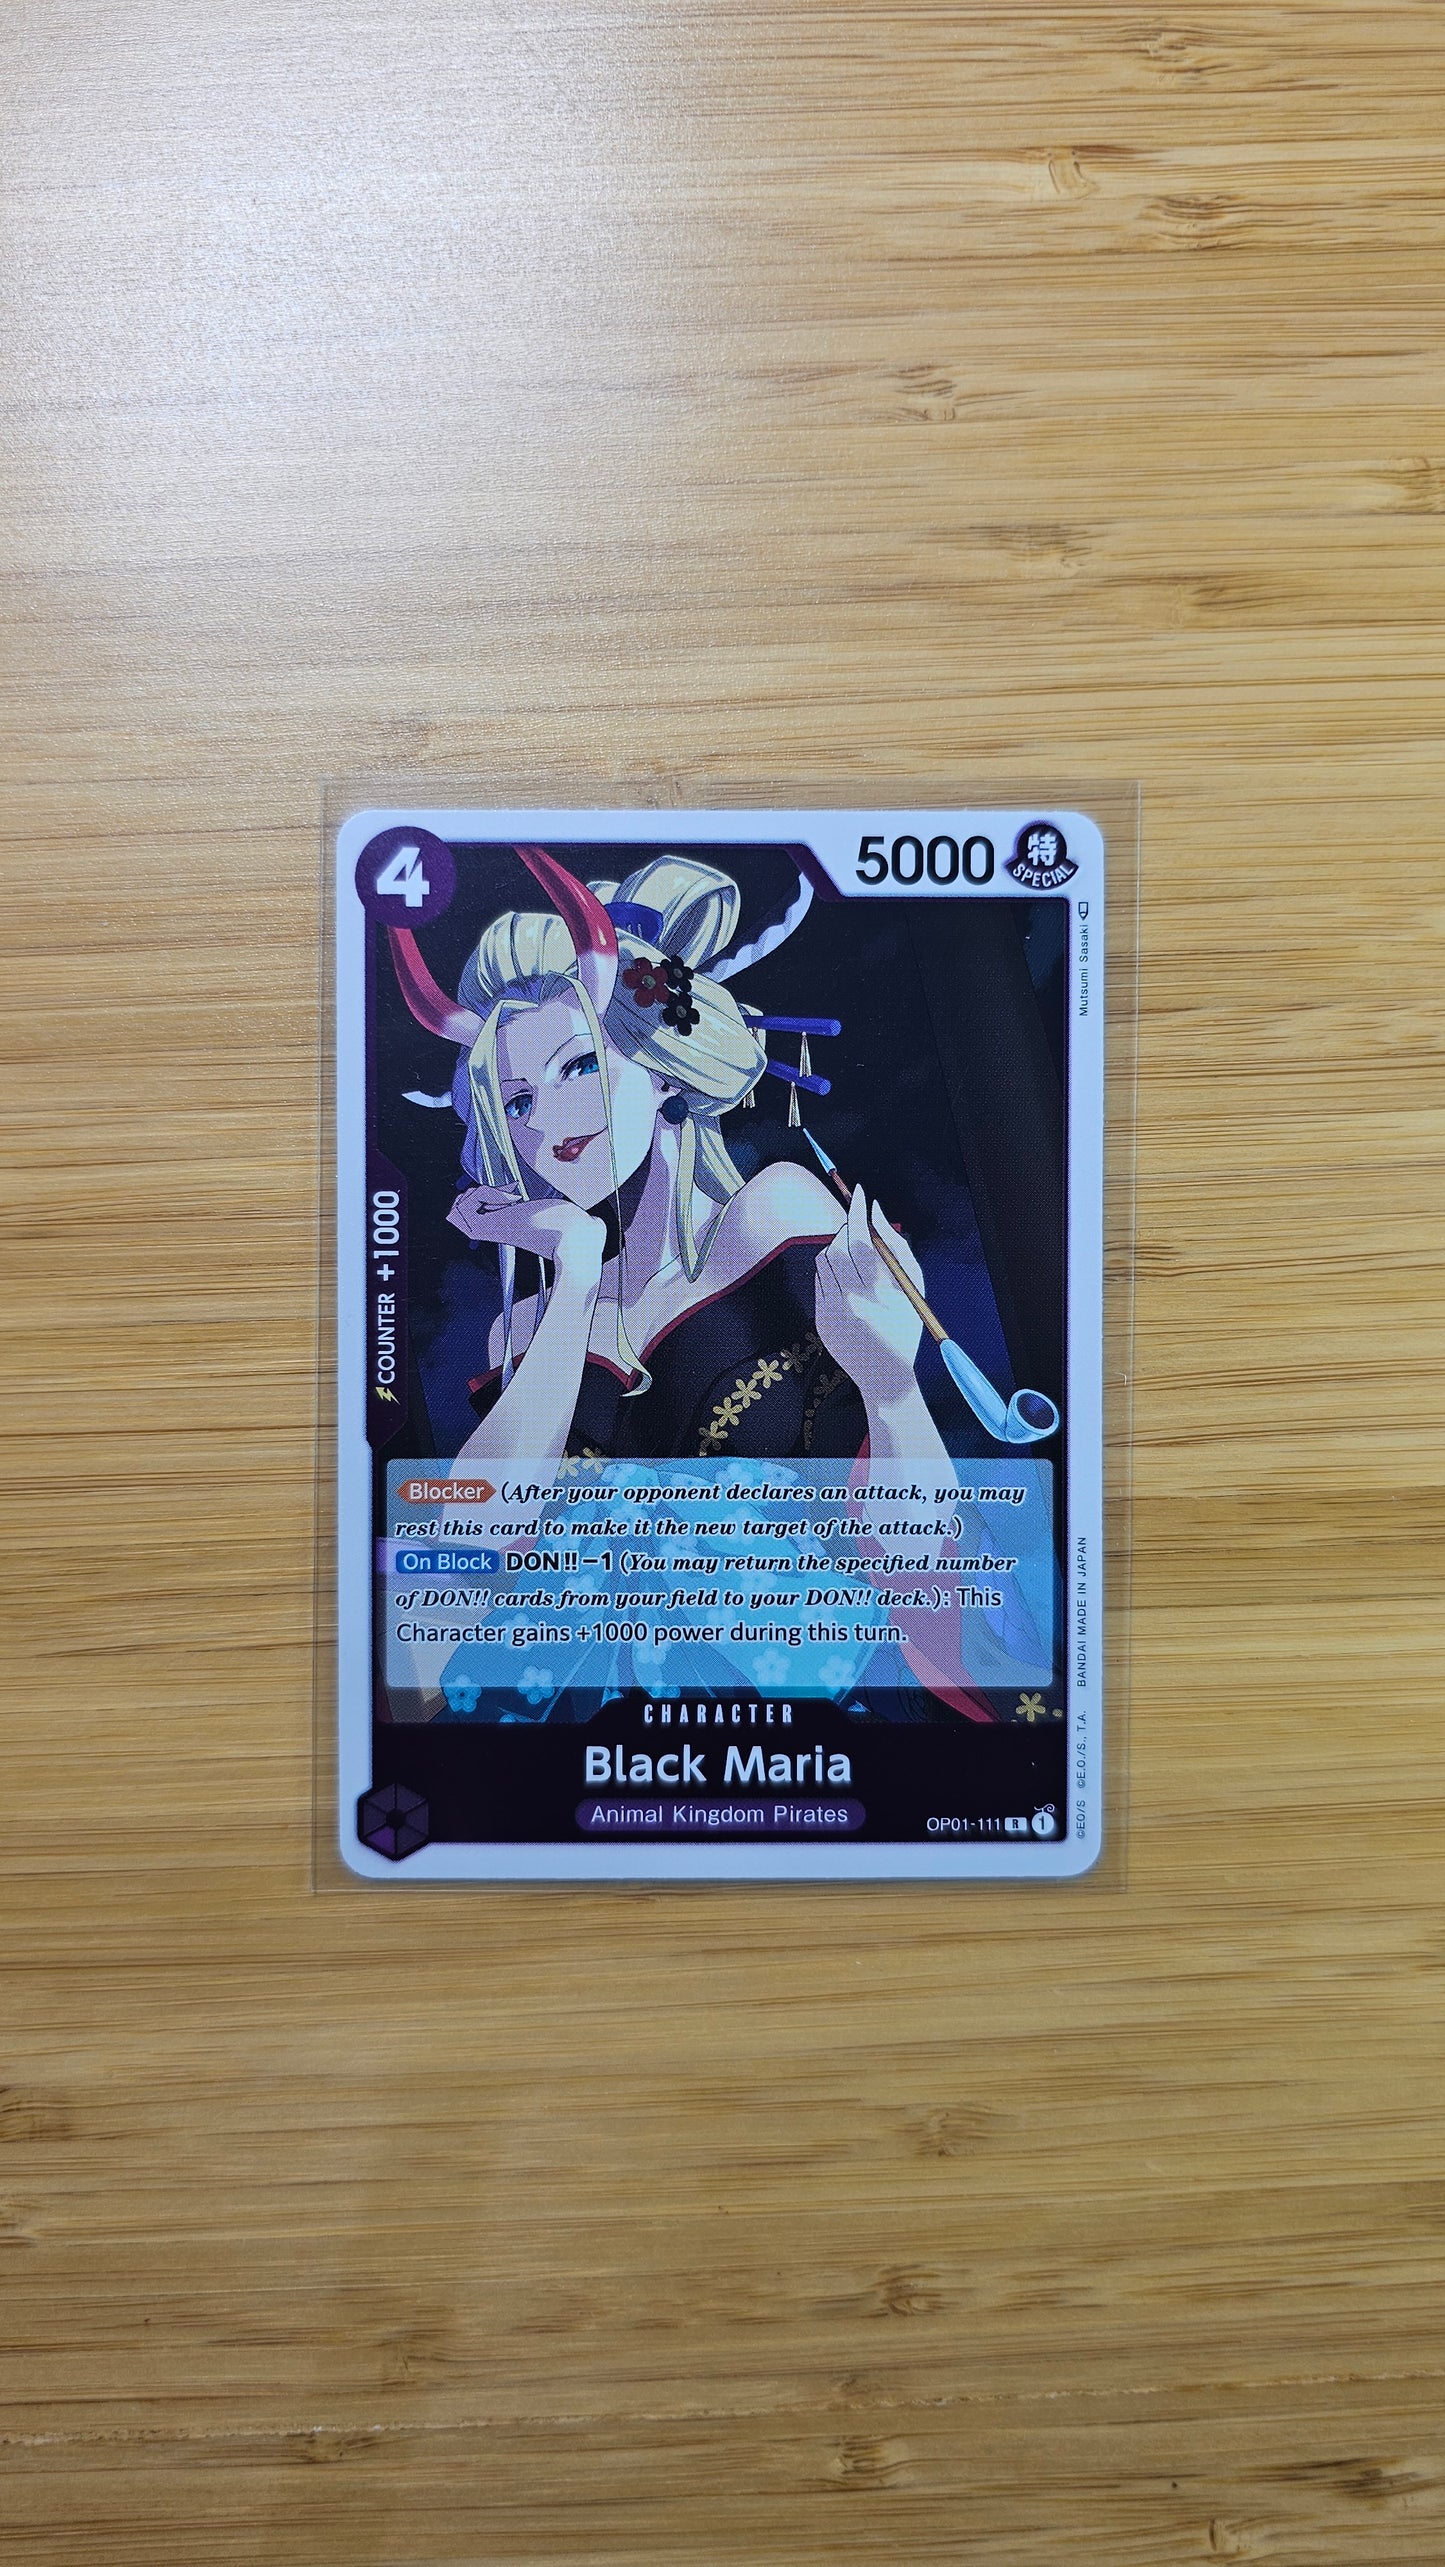 4
5000
特
SPECIAL
Mutsumi Sasaki
COUNTER +1000
Blocker (After your opponent declares an attack, you may
rest this card to make it the new target of the attack.)
On Block DON!! −1 (You may return the specified number
of DON!! cards from your field to your DON!! deck.): This
Character gains +1000 power during this turn.
CHARACTER
Black Maria
Animal Kingdom Pirates
OP01-111 R 1
©EO/S ©E.O./S., T.A. BANDAI MADE IN JAPAN